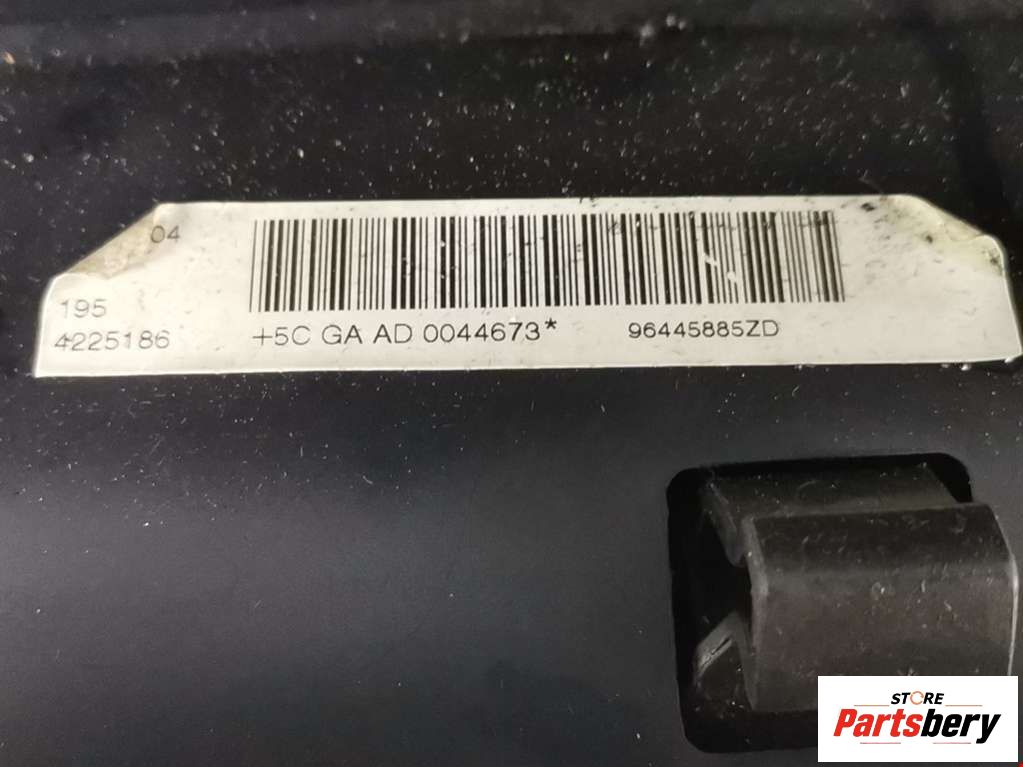 04
195
4225186
+5C GA AD 0044673*
96445885ZD
STORE
Partsbery